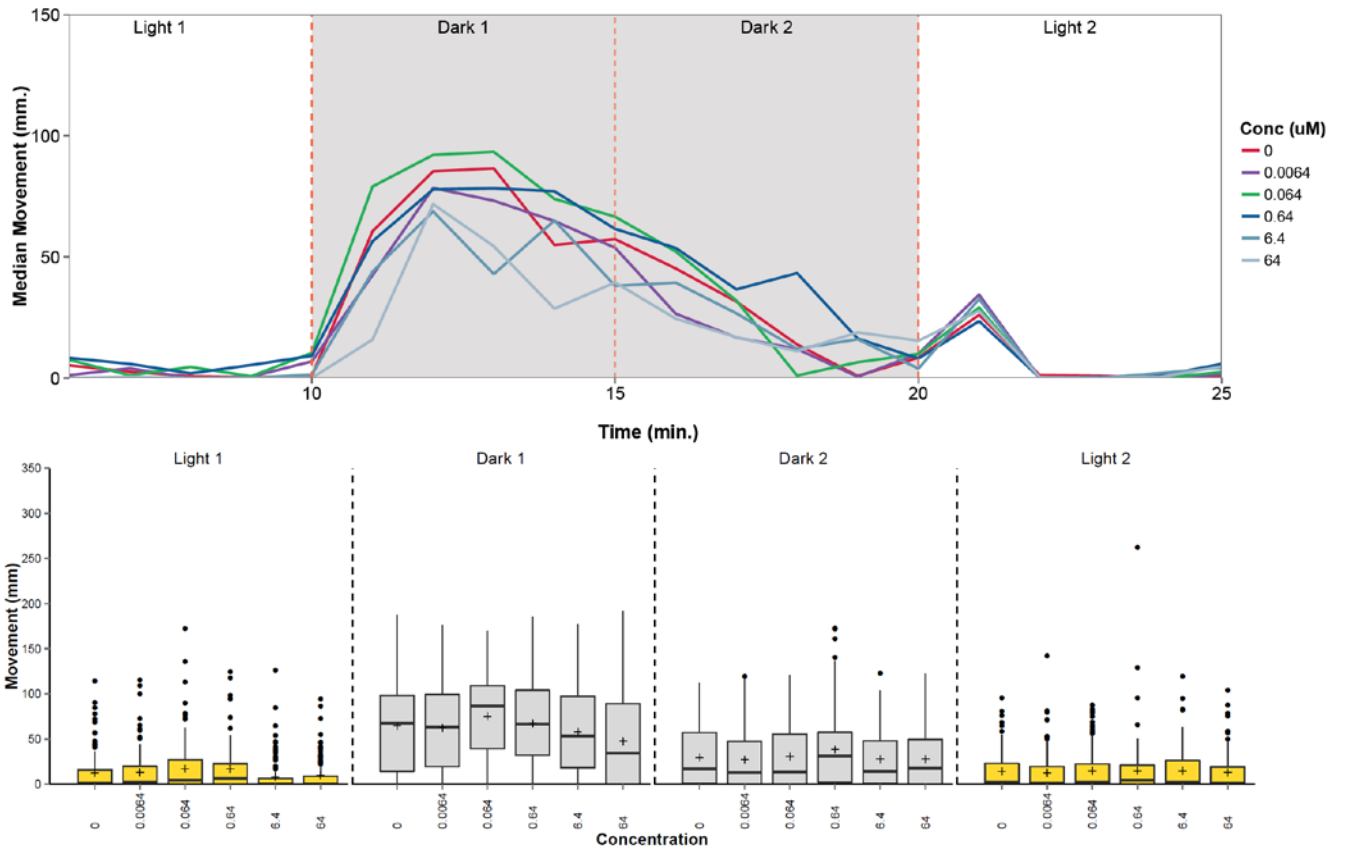 150
Light 1
Dark 1
Dark 2
Light 2
100
50
0
Median Movement (mm.)
10
15
20
25
Time (min.)
Conc (uM)
0
0.0064
0.064
0.64
6.4
64
Light 1
Dark 1
Dark 2
Light 2
350
300
250
200
150
100
50
0
Movement (mm)
0 0.0064 0.064 0.64 6.4 64 0 0.0064 0.064 0.64 6.4 64 0 0.0064 0.064 0.64 6.4 64 0 0.0064 0.064 0.64 6.4 64
Concentration